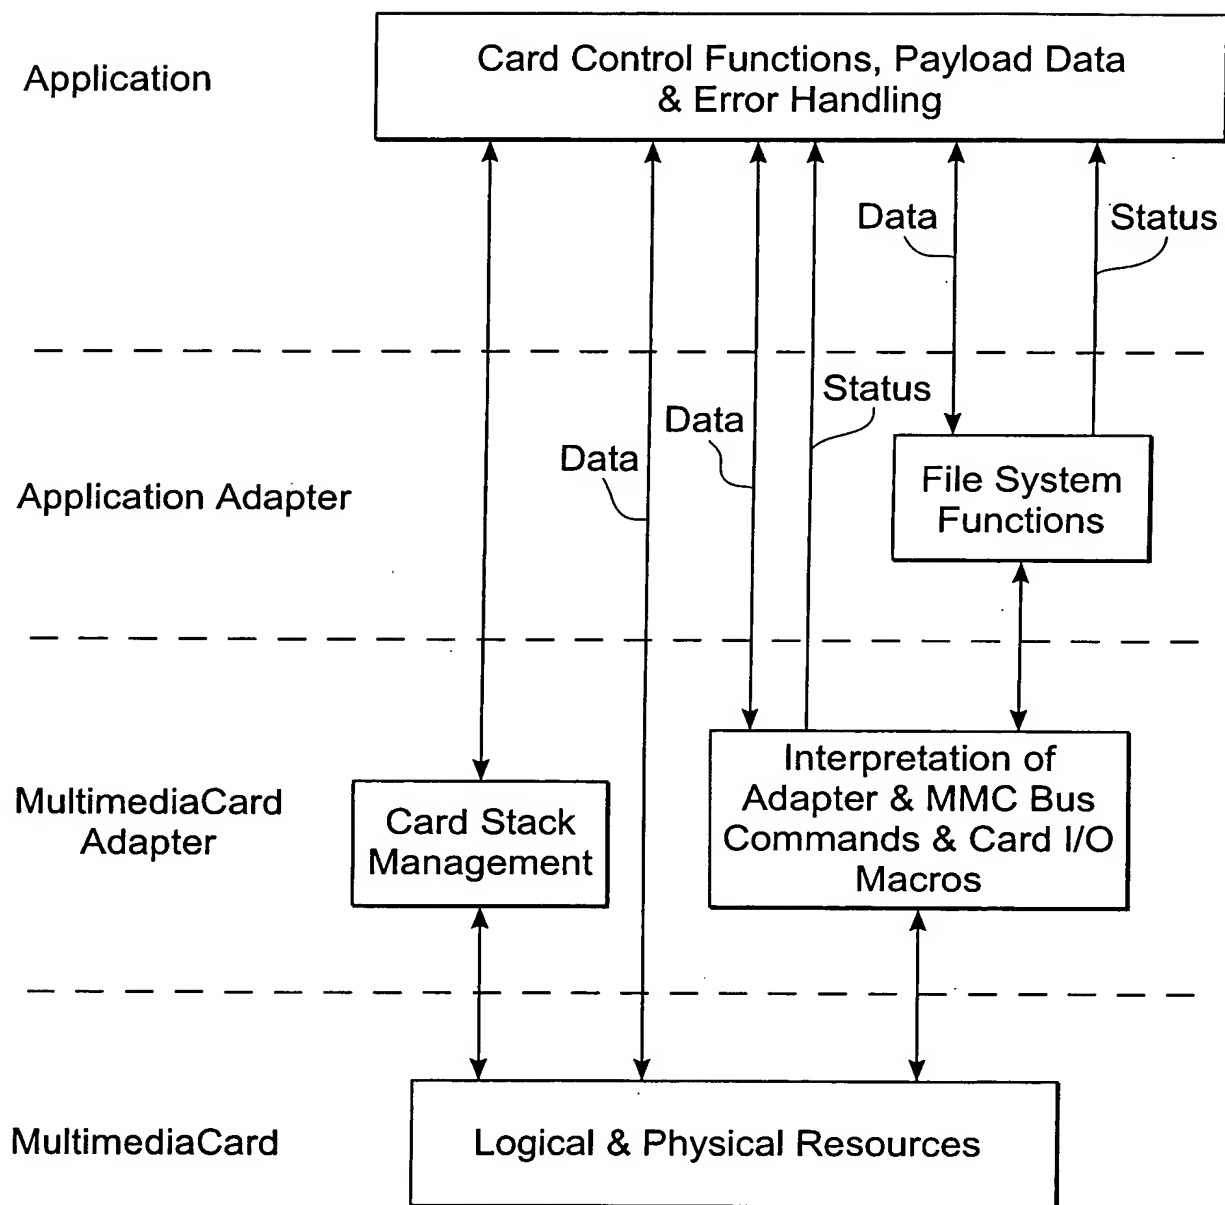 Application
Card Control Functions, Payload Data
& Error Handling
Data
Status
Status
Data
Data
Application Adapter
File System
Functions
MultimediaCard
Adapter
Card Stack
Management
Interpretation of
Adapter & MMC Bus
Commands & Card I/O
Macros
MultimediaCard
Logical & Physical Resources